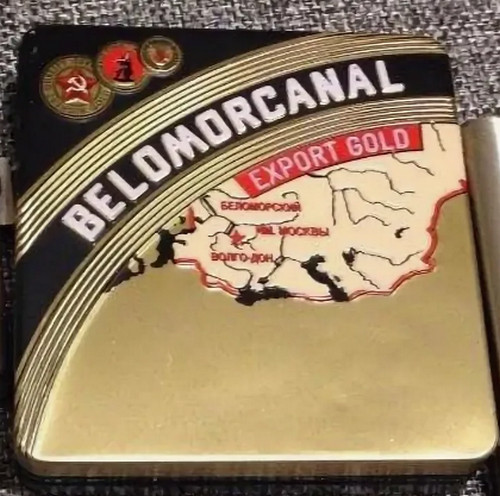 BELOMORCANAL
EXPORT GOLD
БЕЛОМОРСКИЙ
ИМ. МОСКВЫ
ВОЛГО-ДОН